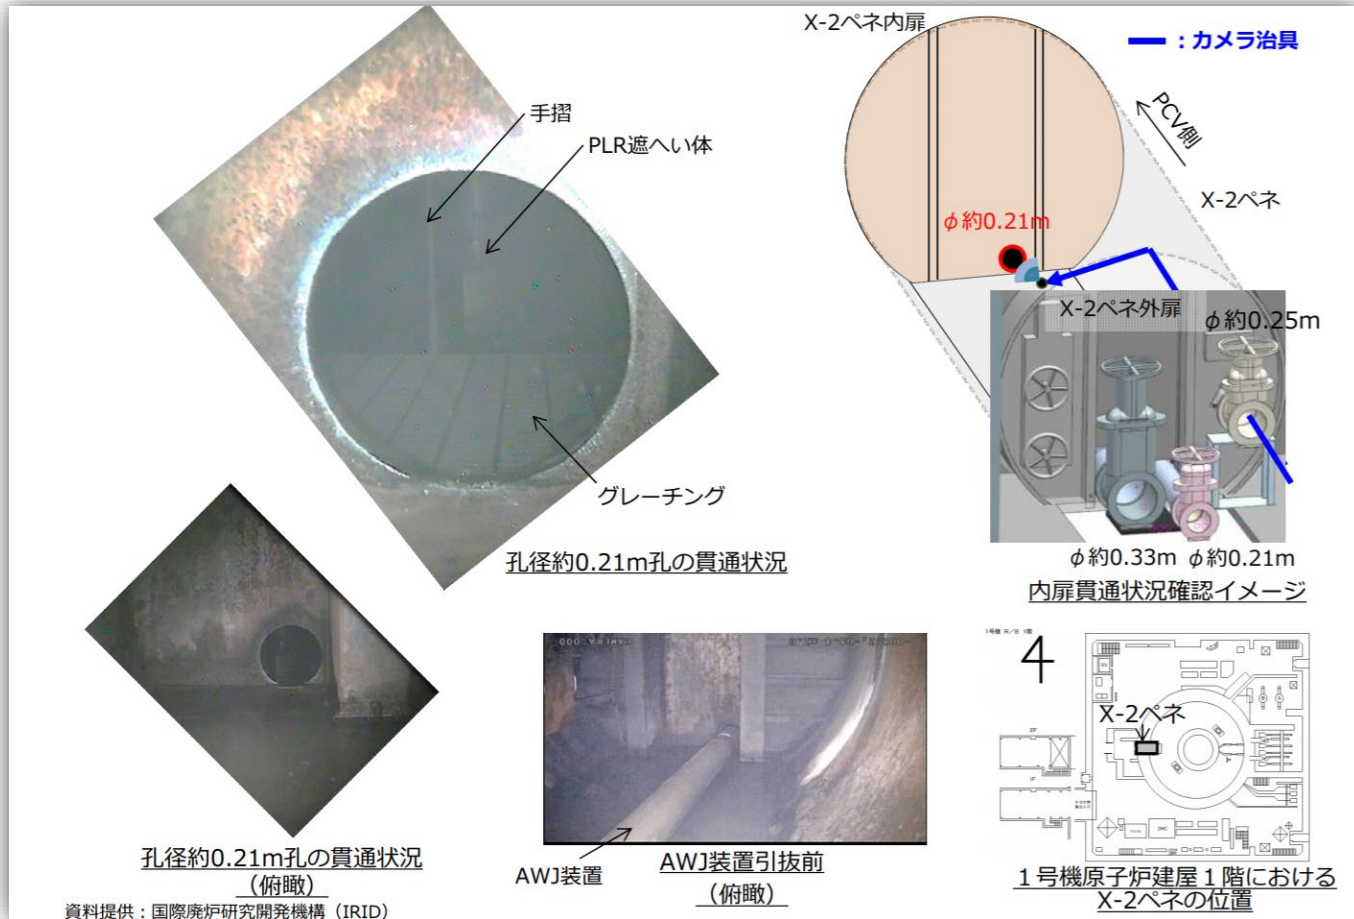 X-2ペネ内扉
:カメラ治具
手摺
PLR遮へい体
PCV側
X-2ペネ
φ約0.21m
X-2ペネ外扉
φ約0.25m
グレーチング
孔径約0.21m孔の貫通状況
φ約0.33m φ約0.21m
内扉貫通状況確認イメージ
1号機 R/B 1階
4
X-2ペネ
2F
1F
AWJ装置
孔径約0.21m孔の貫通状況
(俯瞰)
AWJ装置引抜前
(俯瞰)
1号機原子炉建屋1階における
X-2ペネの位置
資料提供:国際廃炉研究開発機構(IRID)